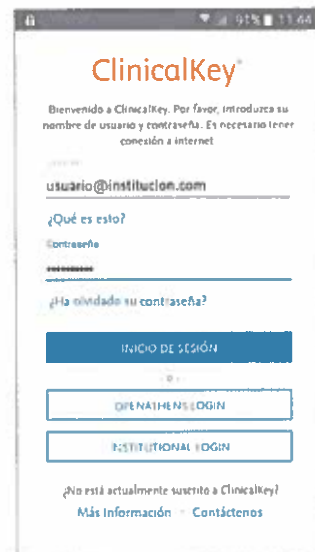 91% 11:44
ClinicalKey
Bienvenido a ClinicalKey. Por favor, introduzca su
nombre de usuario y contraseña. Es necesario tener
conexión a internet
usuario@institucion.com
¿Qué es esto?
Contraseña
¿Ha olvidado su contraseña?
INICIO DE SESIÓN
OPENATHENS LOGIN
INSTITUTIONAL LOGIN
¿No está actualmente suscrito a ClinicalKey?
Más Información Contáctenos